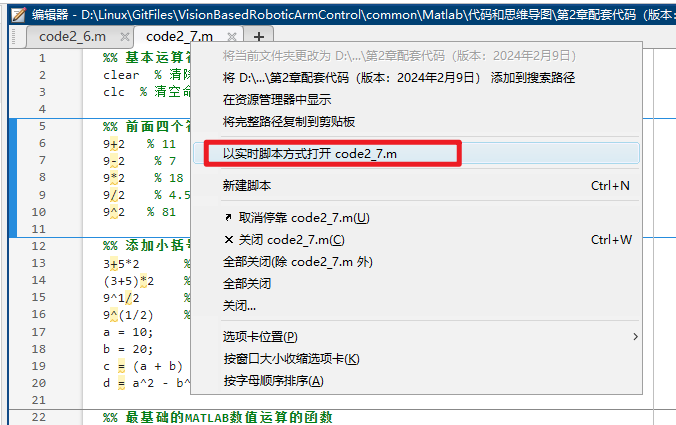 编辑器 - D:\Linux\GitFiles\VisionBasedRoboticArmControl\common\Matlab\代码和思维导图\第2章配套代码（版本：
code2_6.m × code2_7.m × +
1 %% 基本运算符
2 clear % 清除
3 clc % 清空命
4
5 %% 前面四个符
6 9+2 % 11
7 9-2 % 7
8 9*2 % 18
9 9/2 % 4.5
10 9^2 % 81
11
12 %% 添加小括号
13 3+5*2 %
14 (3+5)*2 %
15 9^1/2 %
16 9^(1/2) %
17 a = 10;
18 b = 20;
19 c = (a + b)
20 d = a^2 - b^
21
22 %% 最基础的MATLAB数值运算的函数
将当前文件夹更改为 D:\...\第2章配套代码（版本：2024年2月9日）
将 D:\...\第2章配套代码（版本：2024年2月9日） 添加到搜索路径
在资源管理器中显示
将完整路径复制到剪贴板
以实时脚本方式打开 code2_7.m
新建脚本 Ctrl+N
取消停靠 code2_7.m(U)
关闭 code2_7.m(C) Ctrl+W
全部关闭(除 code2_7.m 外)
全部关闭
关闭...
选项卡位置(P)
按窗口大小收缩选项卡(K)
按字母顺序排序(A)